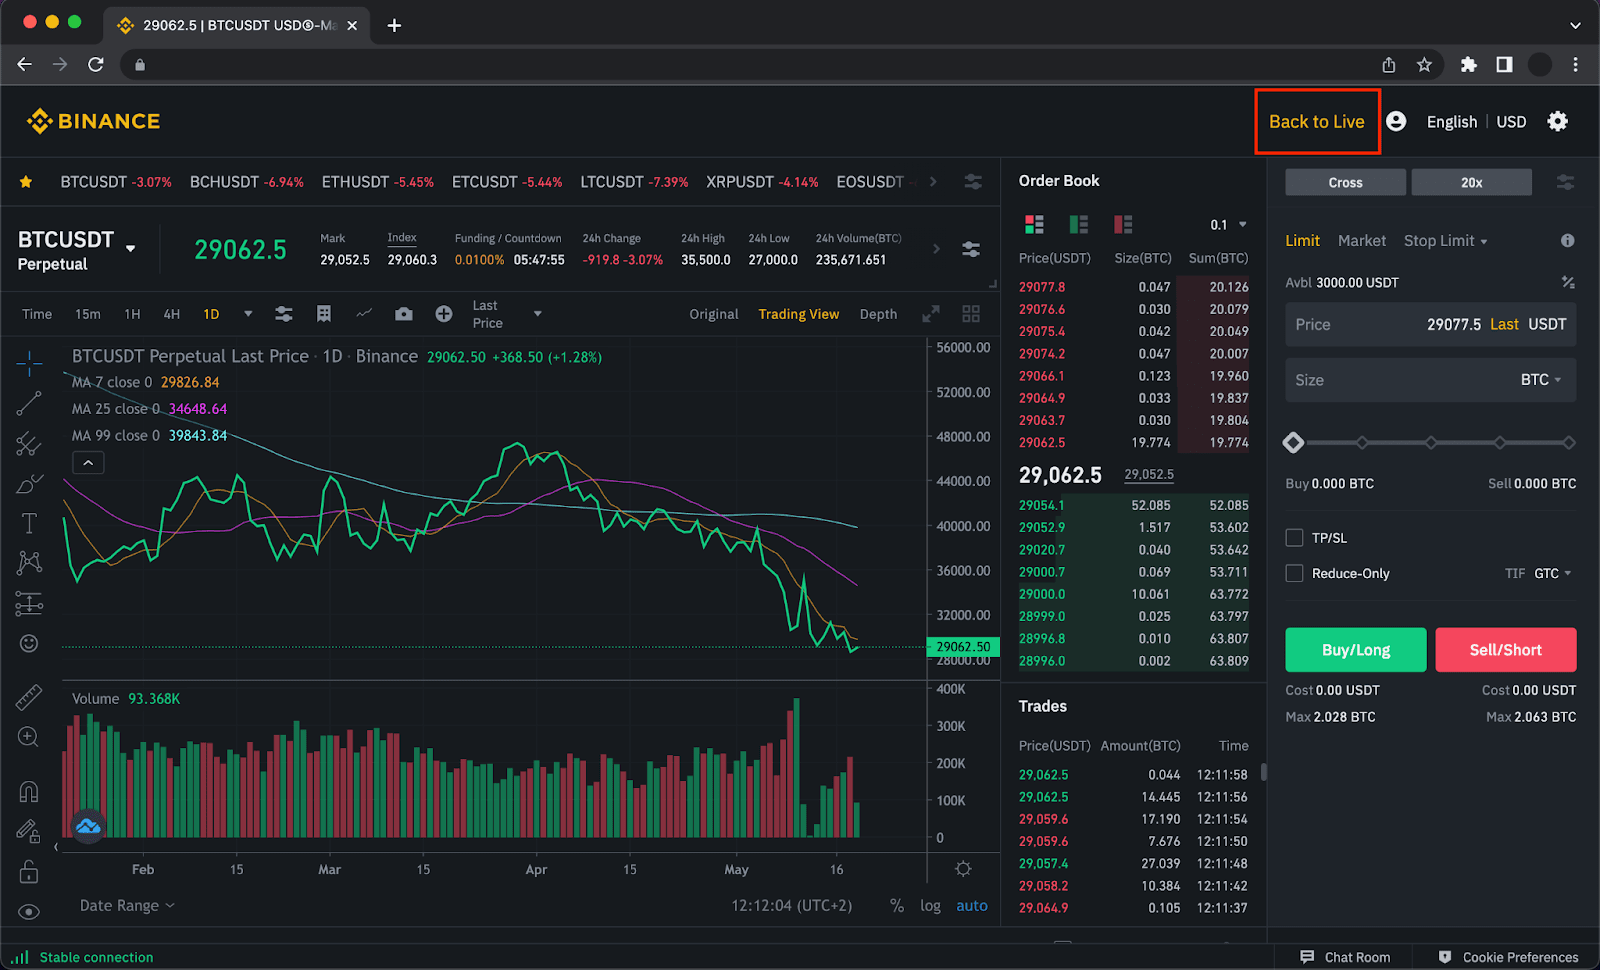 29062.5 | BTCUSDT USD®-Ma
BINANCE
Back to Live
English | USD
BTCUSDT -3.07% BCHUSDT -6.94% ETHUSDT -5.45% ETCUSDT -5.44% LTCUSDT -7.39% XRPUSDT -4.14% EOSUSDT
BTCUSDT
Perpetual
29062.5
Mark
29,052.5
Index
29,060.3
Funding / Countdown
0.0100% 05:47:55
24h Change
-919.8 -3.07%
24h High
35,500.0
24h Low
27,000.0
24h Volume(BTC)
235,671.651
Time 15m 1H 4H 1D
Last
Price
Original Trading View Depth
BTCUSDT Perpetual Last Price · 1D · Binance 29062.50 +368.50 (+1.28%)
MA 7 close 0 29826.84
MA 25 close 0 34648.64
MA 99 close 0 39843.84
56000.00
52000.00
48000.00
44000.00
40000.00
36000.00
32000.00
29062.50
28000.00
Volume 93.368K
400K
300K
200K
100K
0
Feb 15 Mar 15 Apr 15 May 16
Date Range
12:12:04 (UTC+2) % log auto
Order Book
0.1
Price(USDT) Size(BTC) Sum(BTC)
29077.8 0.047 20.126
29076.6 0.030 20.079
29075.4 0.042 20.049
29074.2 0.047 20.007
29066.1 0.123 19.960
29064.9 0.033 19.837
29063.7 0.030 19.804
29062.5 19.774 19.774
29,062.5 29,052.5
29054.1 52.085 52.085
29052.9 1.517 53.602
29020.7 0.040 53.642
29000.7 0.069 53.711
29000.0 10.061 63.772
28999.0 0.025 63.797
28996.8 0.010 63.807
28996.0 0.002 63.809
Trades
Price(USDT) Amount(BTC) Time
29,062.5 0.044 12:11:58
29,062.5 14.445 12:11:56
29,059.6 17.190 12:11:54
29,059.6 7.676 12:11:50
29,057.4 27.039 12:11:48
29,058.2 10.384 12:11:42
29,064.9 0.105 12:11:37
Cross 20x
Limit Market Stop Limit
Avbl 3000.00 USDT
Price 29077.5 Last USDT
Size BTC
Buy 0.000 BTC Sell 0.000 BTC
TP/SL
Reduce-Only TIF GTC
Buy/Long Sell/Short
Cost 0.00 USDT Cost 0.00 USDT
Max 2.028 BTC Max 2.063 BTC
Stable connection
Chat Room Cookie Preferences